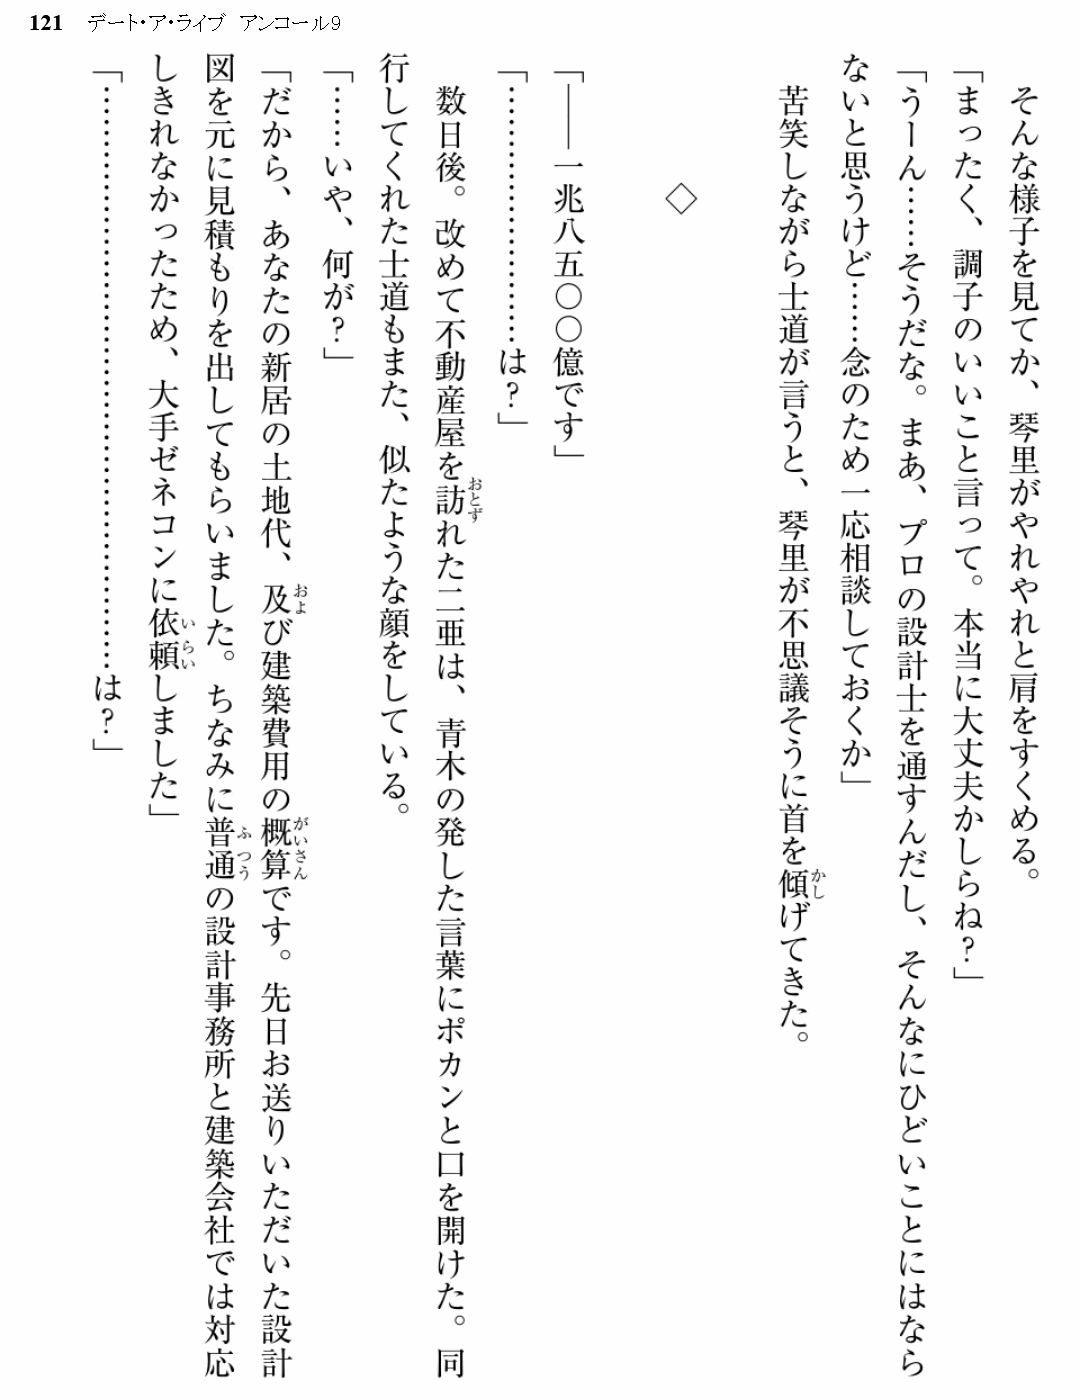 121 デート・ア・ライブ アンコール9
　そんな様子を見てか、琴里がやれやれと肩をすくめる。
「まったく、調子のいいこと言って。本当に大丈夫かしらね?」
「うーん……そうだな。まあ、プロの設計士を通すんだし、そんなにひどいことにはなら
ないと思うけど……念のため一応相談しておくか」
　苦笑しながら士道が言うと、琴里が不思議そうに首を傾げてきた。
◇
「――一兆八五〇〇億です」
「……………………は?」
　数日後。改めて不動産屋を訪れた二亜は、青木の発した言葉にポカンと口を開けた。同
行してくれた士道もまた、似たような顔をしている。
「……いや、何が?」
「だから、あなたの新居の土地代、及び建築費用の概算です。先日お送りいただいた設計
図を元に見積もりを出してもらいました。ちなみに普通の設計事務所と建築会社では対応
しきれなかったため、大手ゼネコンに依頼しました」
「……………………………………………………は?」